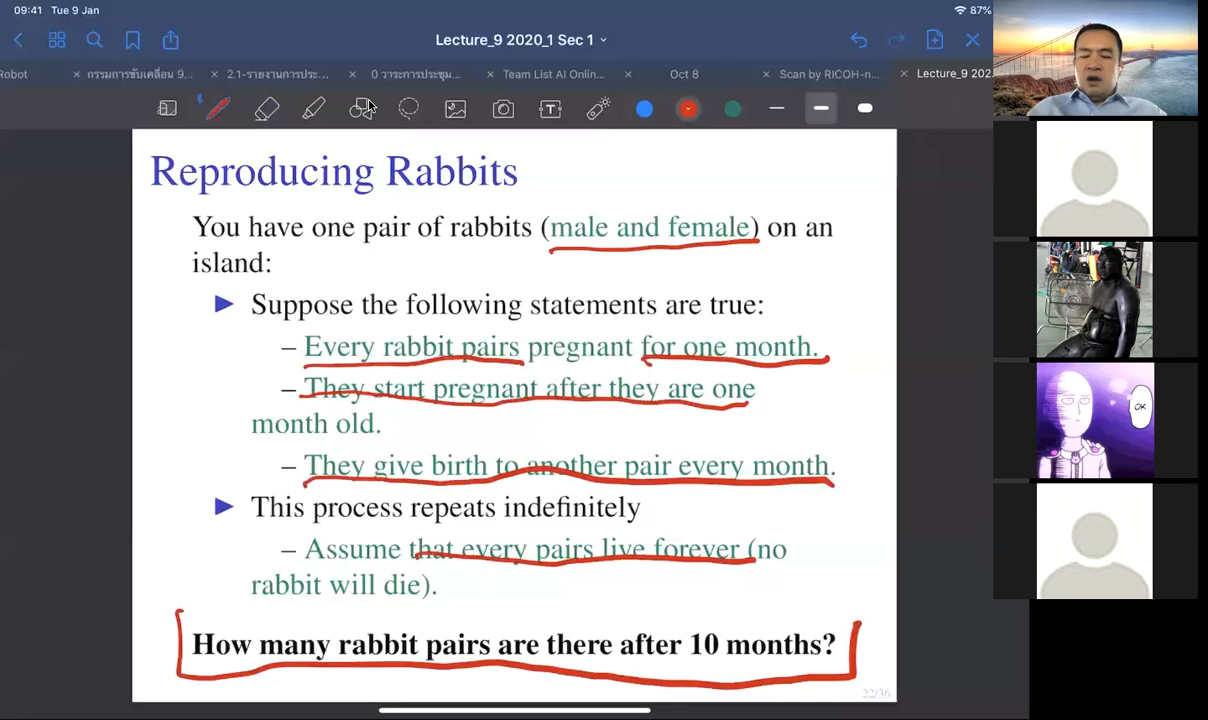 09:41 Tue 9 Jan
87%
Lecture_9 2020_1 Sec 1
Robot
กรรมการขับเคลื่อน 9...
2.1-รายงานการประ...
0 วาระการประชุม...
Team List AI Online...
Oct 8
Scan by RICOH-n...
Lecture_9 202
Reproducing Rabbits
You have one pair of rabbits (male and female) on an
island:
Suppose the following statements are true:
– Every rabbit pairs pregnant for one month.
– They start pregnant after they are one
month old.
– They give birth to another pair every month.
This process repeats indefinitely
– Assume that every pairs live forever (no
rabbit will die).
How many rabbit pairs are there after 10 months?
22/36
OK